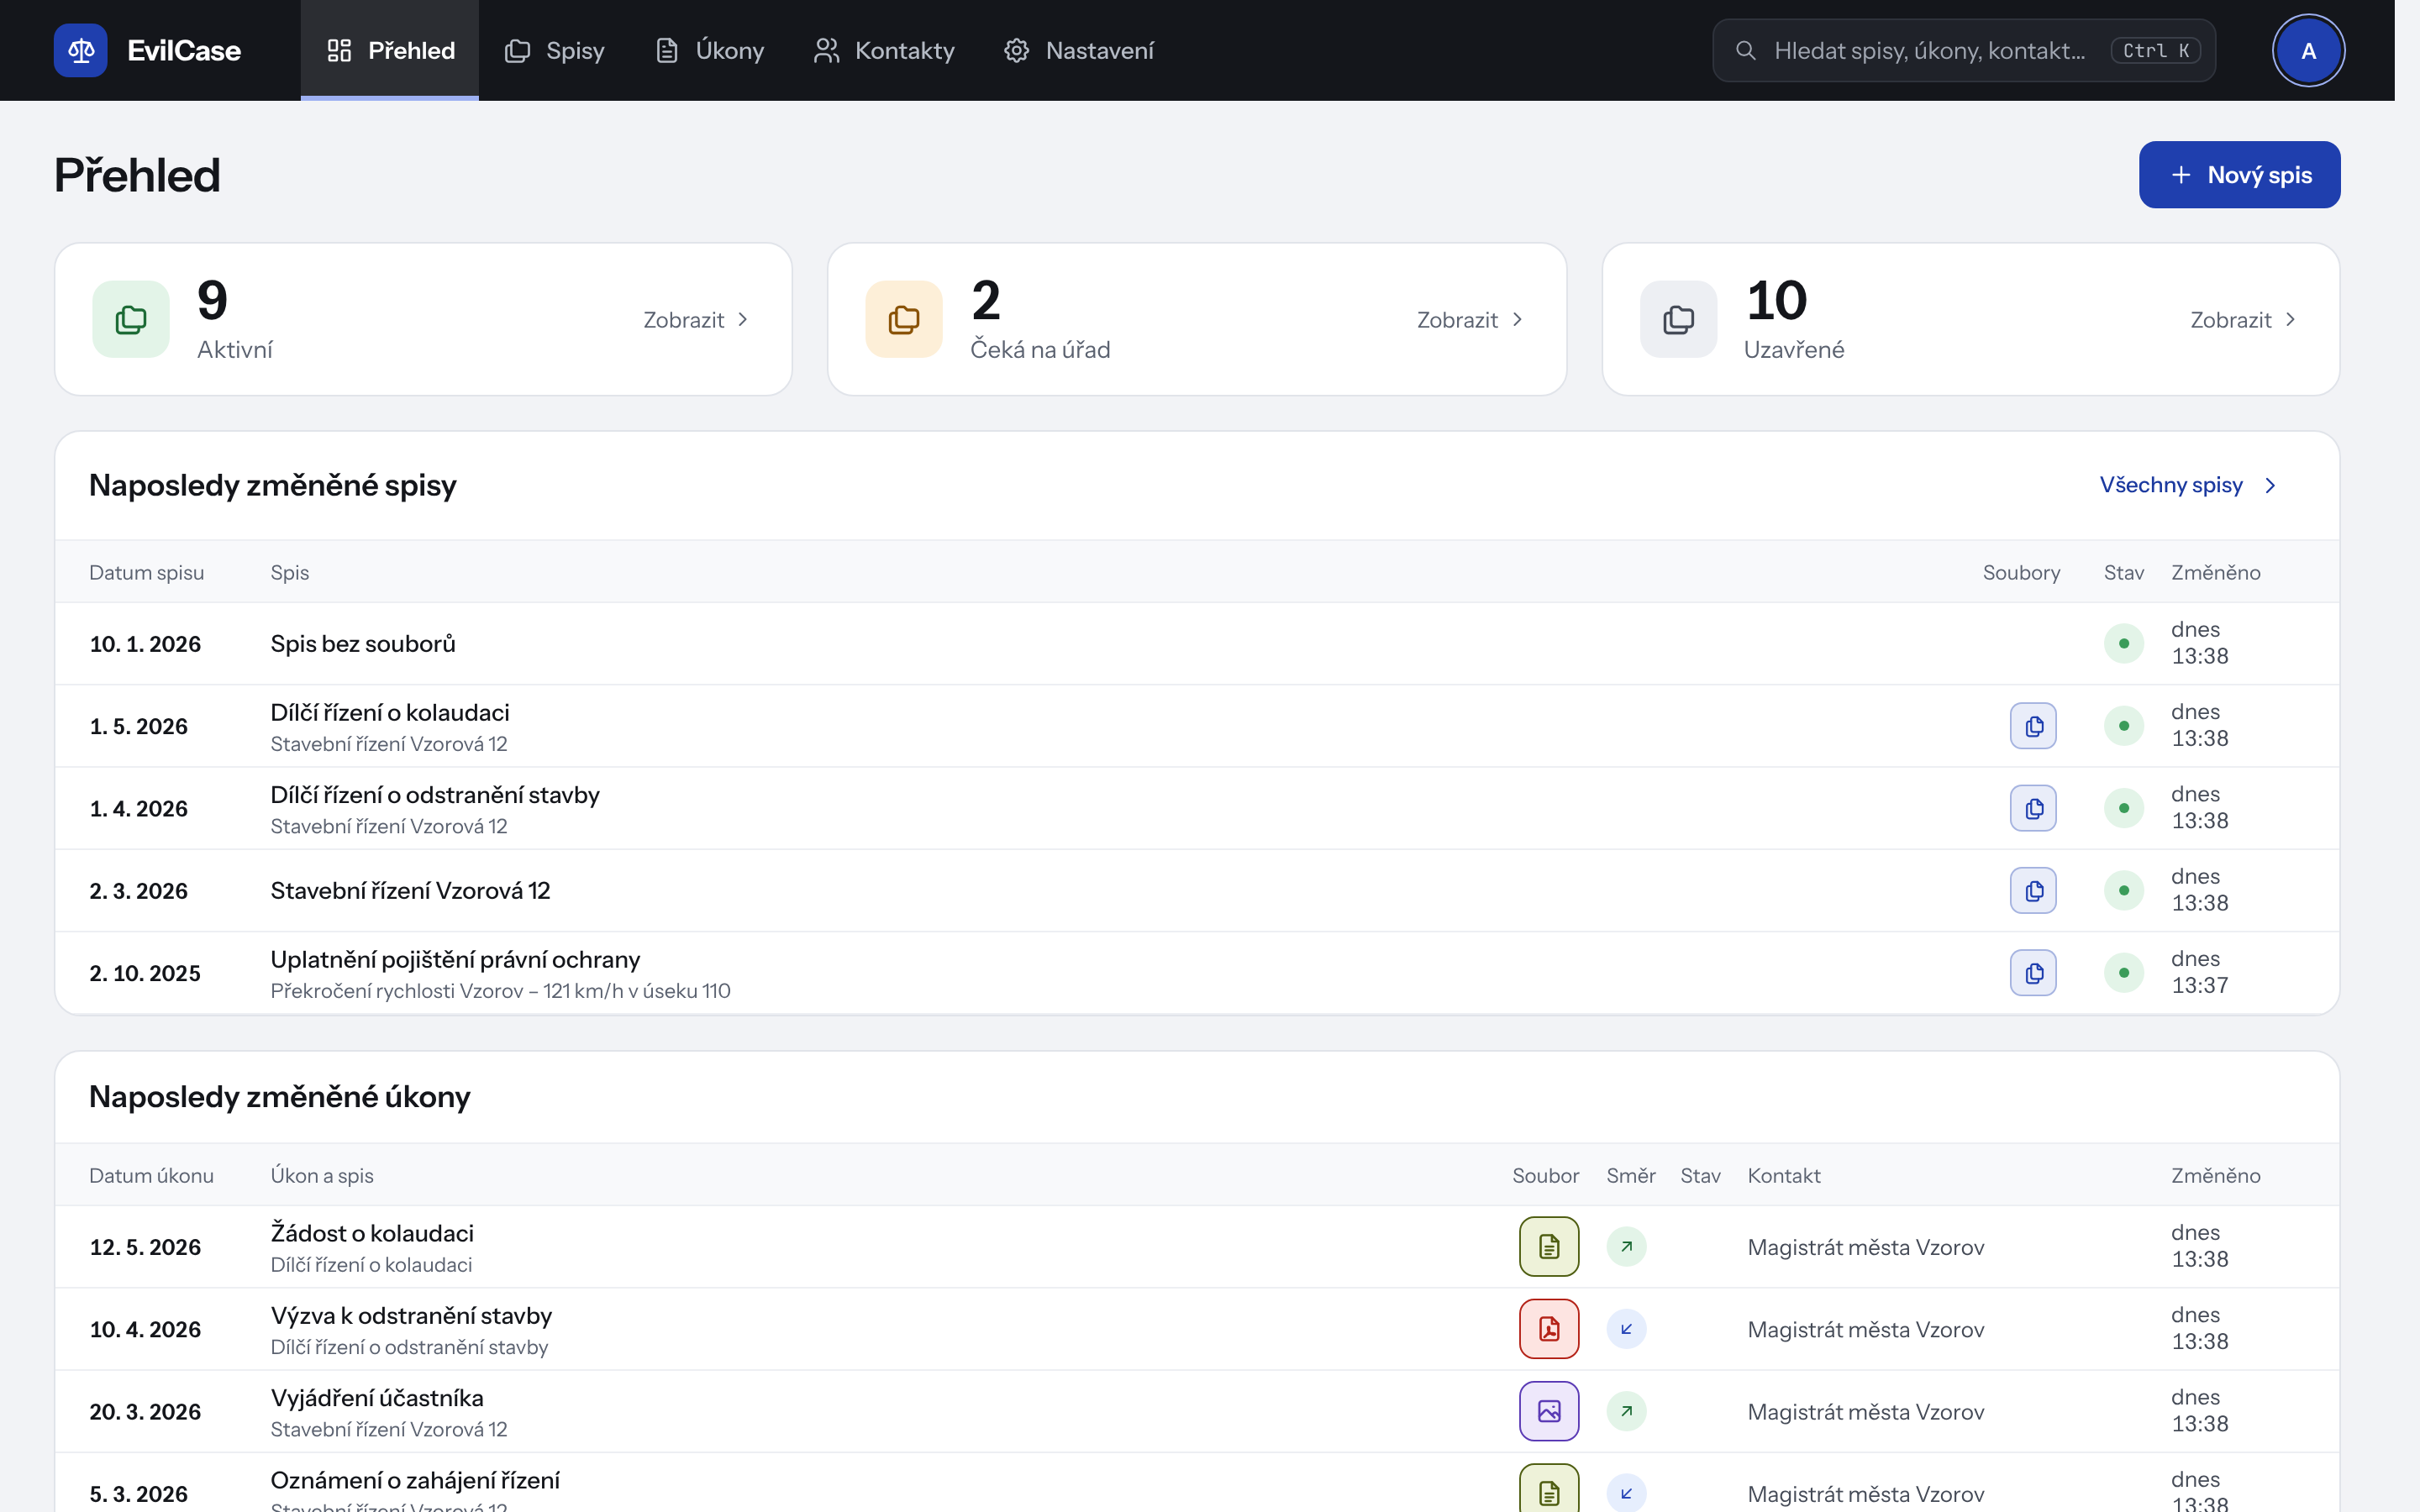 EvilCase
Přehled
Spisy
Úkony
Kontakty
Nastavení
Hledat spisy, úkony, kontakt...
Ctrl K
A
Přehled
+ Nový spis
9
Aktivní
Zobrazit
2
Čeká na úřad
Zobrazit
10
Uzavřené
Zobrazit
Naposledy změněné spisy
Všechny spisy
Datum spisu Spis Soubory Stav Změněno
10. 1. 2026 Spis bez souborů dnes
13:38
1. 5. 2026 Dílčí řízení o kolaudaci dnes
Stavební řízení Vzorová 12 13:38
1. 4. 2026 Dílčí řízení o odstranění stavby dnes
Stavební řízení Vzorová 12 13:38
2. 3. 2026 Stavební řízení Vzorová 12 dnes
13:38
2. 10. 2025 Uplatnění pojištění právní ochrany dnes
Překročení rychlosti Vzorov – 121 km/h v úseku 110 13:37
Naposledy změněné úkony
Datum úkonu Úkon a spis Soubor Směr Stav Kontakt Změněno
12. 5. 2026 Žádost o kolaudaci Magistrát města Vzorov dnes
Dílčí řízení o kolaudaci 13:38
10. 4. 2026 Výzva k odstranění stavby Magistrát města Vzorov dnes
Dílčí řízení o odstranění stavby 13:38
20. 3. 2026 Vyjádření účastníka Magistrát města Vzorov dnes
Stavební řízení Vzorová 12 13:38
5. 3. 2026 Oznámení o zahájení řízení Magistrát města Vzorov dnes
Stavební řízení Vzorová 12 13:38